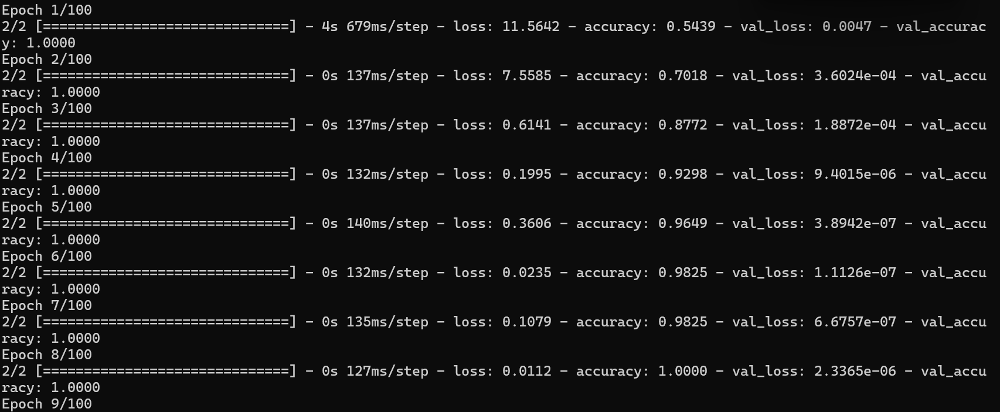 Epoch 1/100
2/2 [==============================] - 4s 679ms/step - loss: 11.5642 - accuracy: 0.5439 - val_loss: 0.0047 - val_accurac
y: 1.0000
Epoch 2/100
2/2 [==============================] - 0s 137ms/step - loss: 7.5585 - accuracy: 0.7018 - val_loss: 3.6024e-04 - val_accu
racy: 1.0000
Epoch 3/100
2/2 [==============================] - 0s 137ms/step - loss: 0.6141 - accuracy: 0.8772 - val_loss: 1.8872e-04 - val_accu
racy: 1.0000
Epoch 4/100
2/2 [==============================] - 0s 132ms/step - loss: 0.1995 - accuracy: 0.9298 - val_loss: 9.4015e-06 - val_accu
racy: 1.0000
Epoch 5/100
2/2 [==============================] - 0s 140ms/step - loss: 0.3606 - accuracy: 0.9649 - val_loss: 3.8942e-07 - val_accu
racy: 1.0000
Epoch 6/100
2/2 [==============================] - 0s 132ms/step - loss: 0.0235 - accuracy: 0.9825 - val_loss: 1.1126e-07 - val_accu
racy: 1.0000
Epoch 7/100
2/2 [==============================] - 0s 135ms/step - loss: 0.1079 - accuracy: 0.9825 - val_loss: 6.6757e-07 - val_accu
racy: 1.0000
Epoch 8/100
2/2 [==============================] - 0s 127ms/step - loss: 0.0112 - accuracy: 1.0000 - val_loss: 2.3365e-06 - val_accu
racy: 1.0000
Epoch 9/100